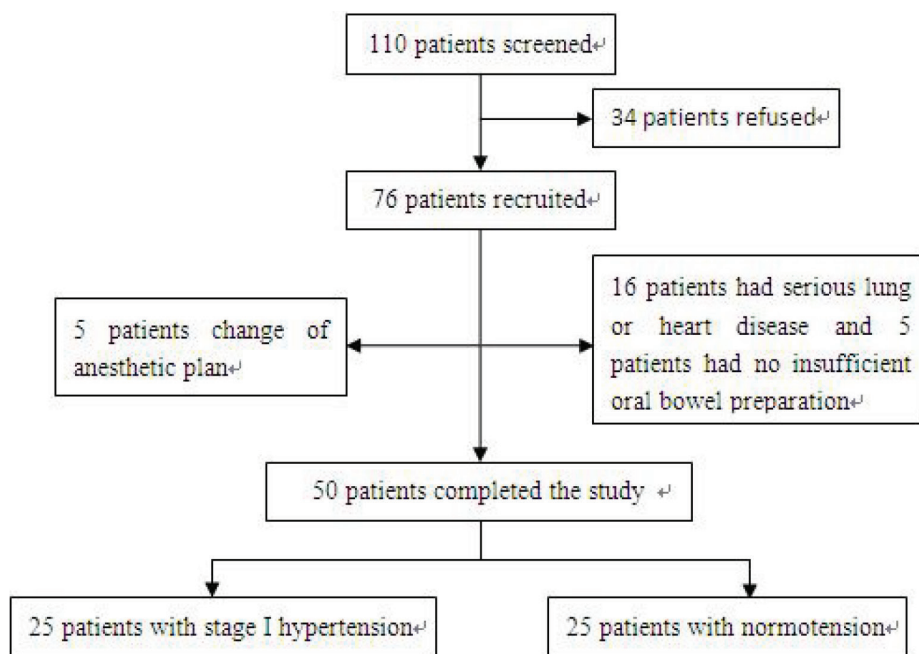 110 patients screened↵
34 patients refused↵
76 patients recruited↵
5 patients change of
anesthetic plan↵
16 patients had serious lung
or heart disease and 5
patients had no insufficient
oral bowel preparation↵
50 patients completed the study ↵
25 patients with stage I hypertension↵
25 patients with normotension↵